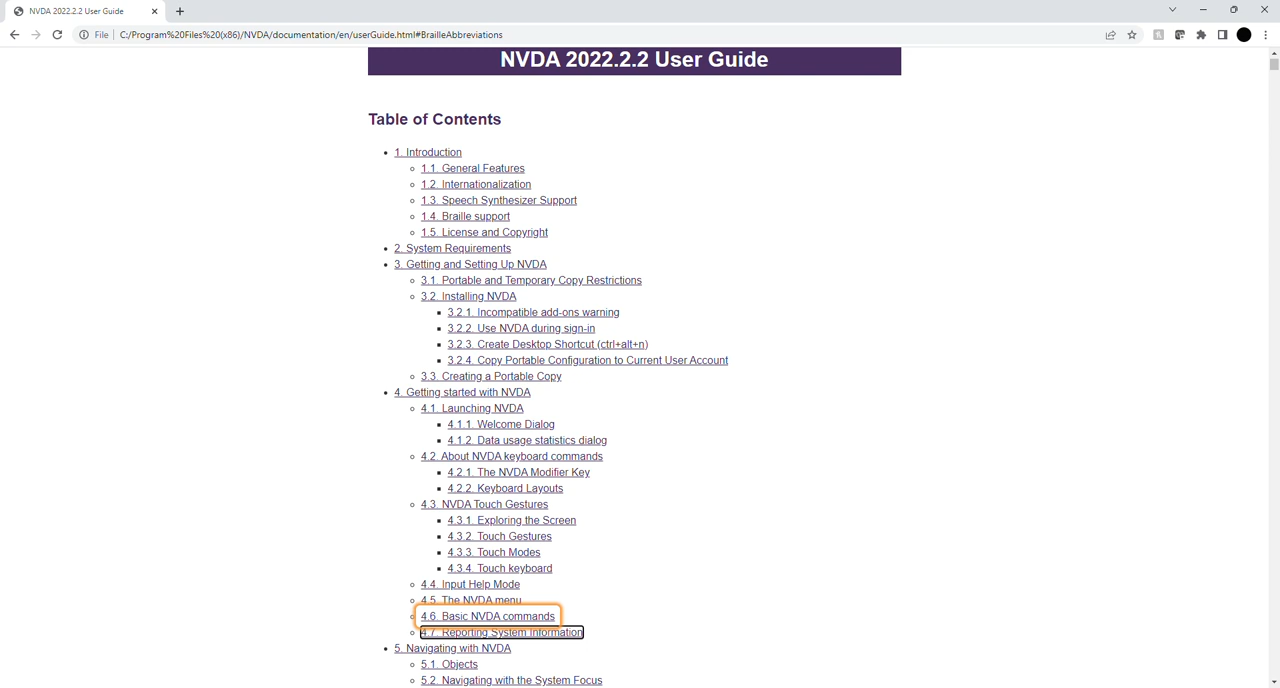 NVDA 2022.2.2 User Guide
File | C:/Program%20Files%20(x86)/NVDA/documentation/en/userGuide.html#BrailleAbbreviations
NVDA 2022.2.2 User Guide
Table of Contents
1. Introduction
1.1. General Features
1.2. Internationalization
1.3. Speech Synthesizer Support
1.4. Braille support
1.5. License and Copyright
2. System Requirements
3. Getting and Setting Up NVDA
3.1. Portable and Temporary Copy Restrictions
3.2. Installing NVDA
3.2.1. Incompatible add-ons warning
3.2.2. Use NVDA during sign-in
3.2.3. Create Desktop Shortcut (ctrl+alt+n)
3.2.4. Copy Portable Configuration to Current User Account
3.3. Creating a Portable Copy
4. Getting started with NVDA
4.1. Launching NVDA
4.1.1. Welcome Dialog
4.1.2. Data usage statistics dialog
4.2. About NVDA keyboard commands
4.2.1. The NVDA Modifier Key
4.2.2. Keyboard Layouts
4.3. NVDA Touch Gestures
4.3.1. Exploring the Screen
4.3.2. Touch Gestures
4.3.3. Touch Modes
4.3.4. Touch keyboard
4.4. Input Help Mode
4.5. The NVDA menu
4.6. Basic NVDA commands
4.7. Reporting System Information
5. Navigating with NVDA
5.1. Objects
5.2. Navigating with the System Focus